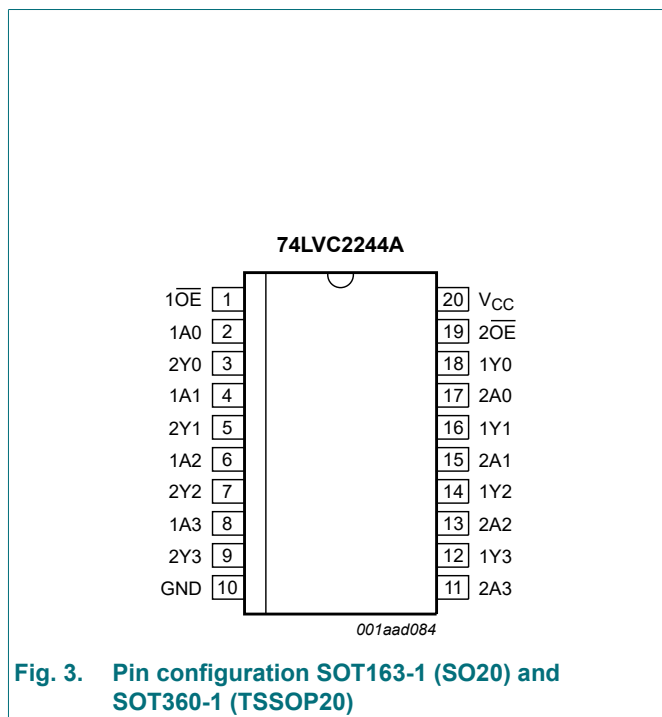 74LVC2244A
1O̅E̅ 1 20 VCC
1A0 2 19 2O̅E̅
2Y0 3 18 1Y0
1A1 4 17 2A0
2Y1 5 16 1Y1
1A2 6 15 2A1
2Y2 7 14 1Y2
1A3 8 13 2A2
2Y3 9 12 1Y3
GND 10 11 2A3
001aad084
Fig. 3. Pin configuration SOT163-1 (SO20) and
SOT360-1 (TSSOP20)